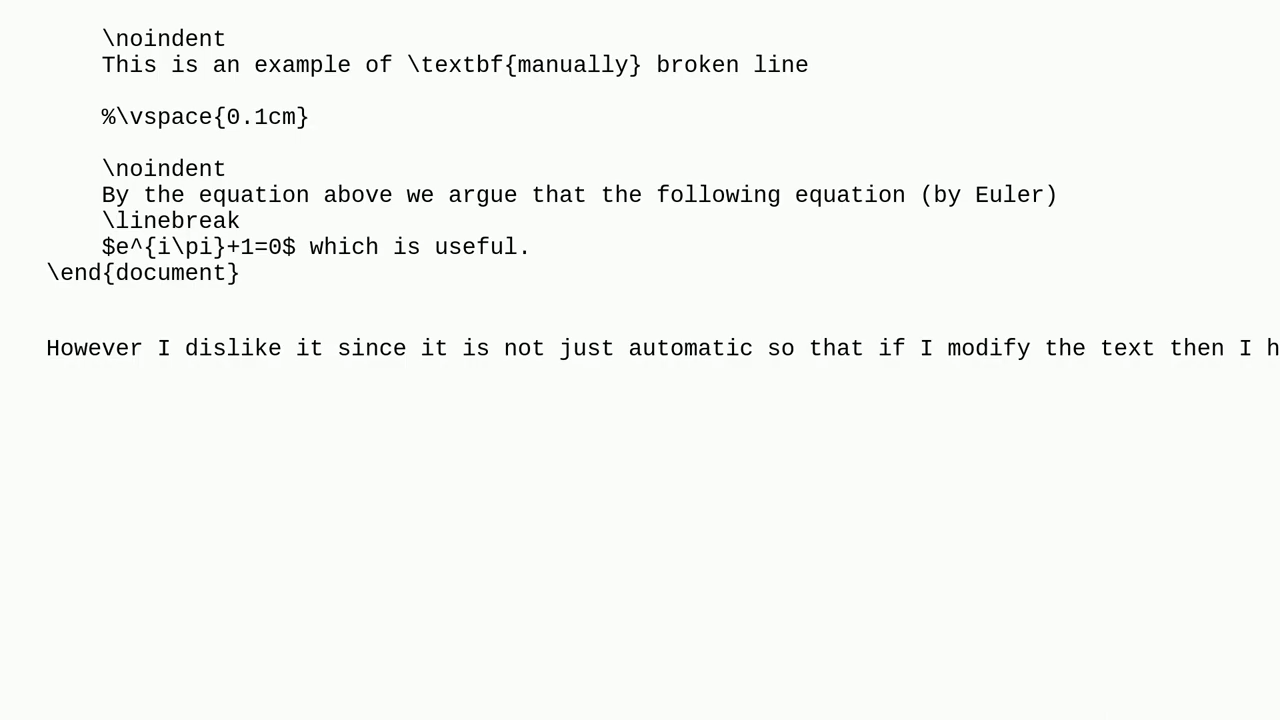 \noindent
This is an example of \textbf{manually} broken line
%\vspace{0.1cm}
\noindent
By the equation above we argue that the following equation (by Euler)
\linebreak
$e^{i\pi}+1=0$ which is useful.
\end{document}
However I dislike it since it is not just automatic so that if I modify the text then I